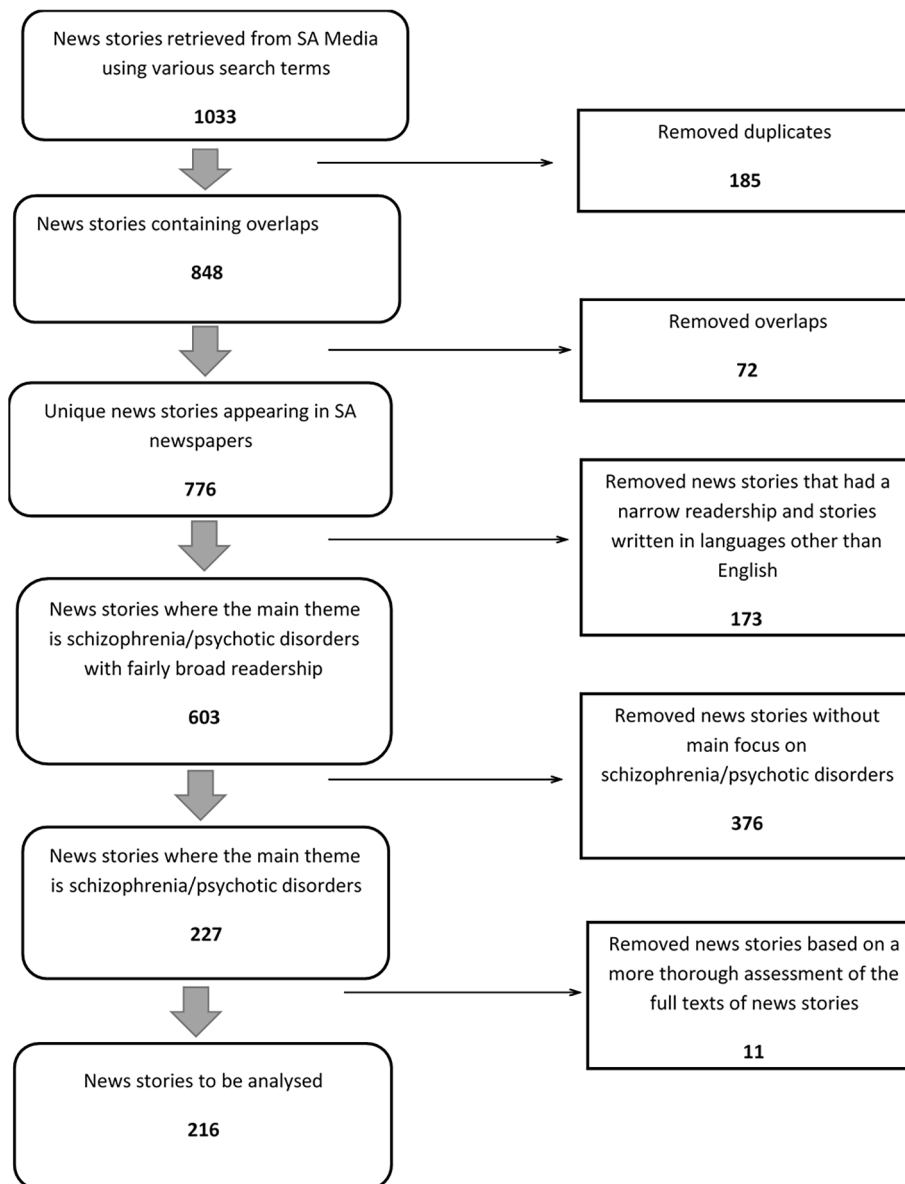 News stories retrieved from SA Media
using various search terms
1033
Removed duplicates
185
News stories containing overlaps
848
Removed overlaps
72
Unique news stories appearing in SA
newspapers
776
Removed news stories that had a
narrow readership and stories
written in languages other than
English
173
News stories where the main theme
is schizophrenia/psychotic disorders
with fairly broad readership
603
Removed news stories without
main focus on
schizophrenia/psychotic disorders
376
News stories where the main theme
is schizophrenia/psychotic disorders
227
Removed news stories based on a
more thorough assessment of the
full texts of news stories
11
News stories to be analysed
216